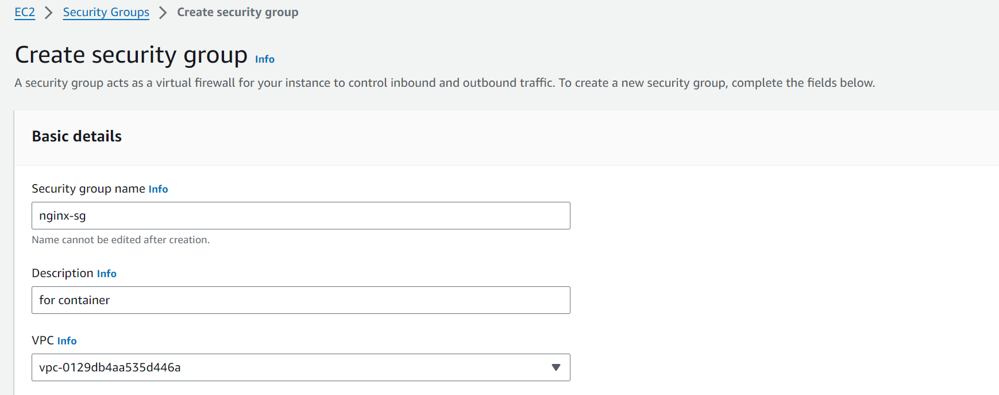 EC2 > Security Groups > Create security group
Create security group Info
A security group acts as a virtual firewall for your instance to control inbound and outbound traffic. To create a new security group, complete the fields below.
Basic details
Security group name Info
nginx-sg
Name cannot be edited after creation.
Description Info
for container
VPC Info
vpc-0129db4aa535d446a